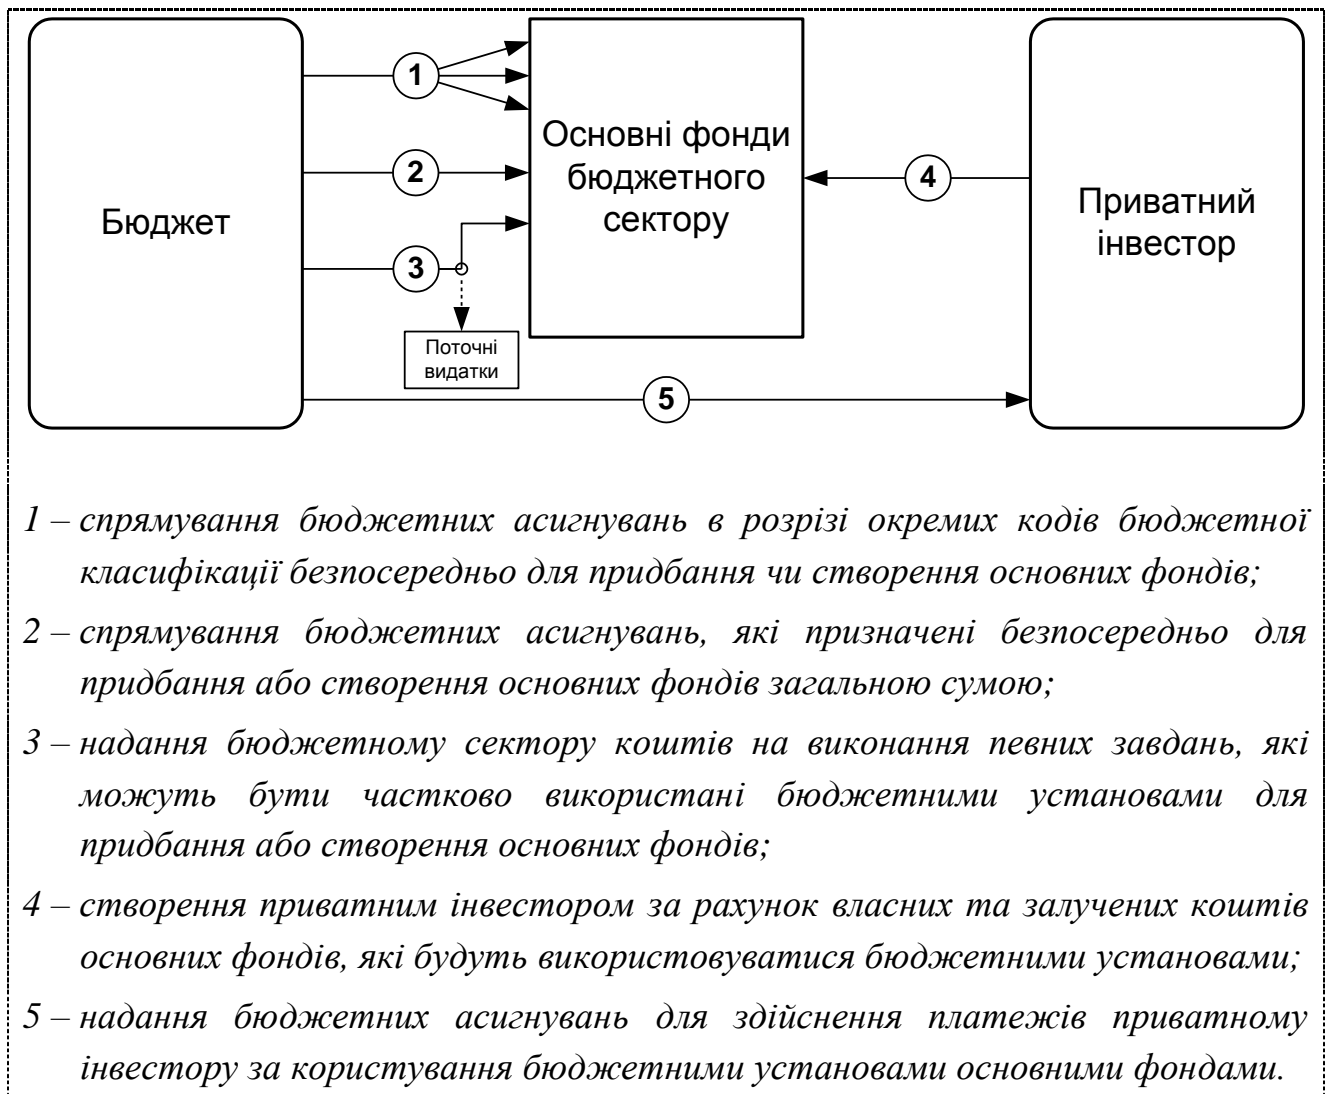 Бюджет
1
2
3
Поточні
видатки
Основні фонди
бюджетного
сектору
4
Приватний
інвестор
5
1 – спрямування бюджетних асигнувань в розрізі окремих кодів бюджетної
класифікації безпосередньо для придбання чи створення основних фондів;
2 – спрямування бюджетних асигнувань, які призначені безпосередньо для
придбання або створення основних фондів загальною сумою;
3 – надання бюджетному сектору коштів на виконання певних завдань, які
можуть бути частково використані бюджетними установами для
придбання або створення основних фондів;
4 – створення приватним інвестором за рахунок власних та залучених коштів
основних фондів, які будуть використовуватися бюджетними установами;
5 – надання бюджетних асигнувань для здійснення платежів приватному
інвестору за користування бюджетними установами основними фондами.